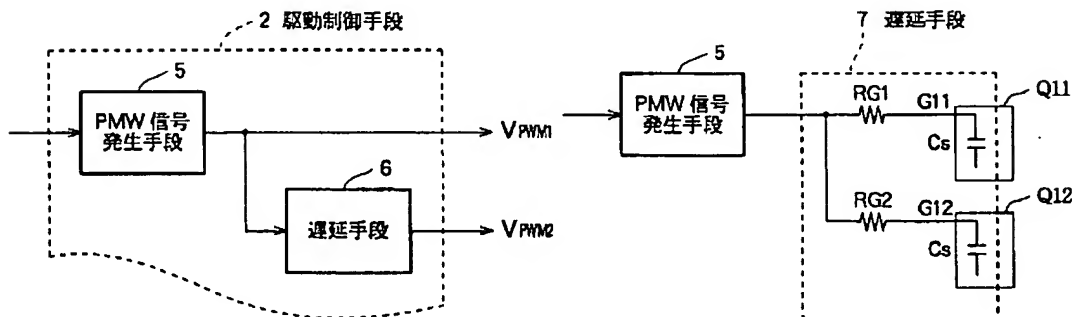 2 駆動制御手段
5
PMW 信号
発生手段
VPWM1
6
遅延手段
VPWM2
7 遅延手段
5
PMW 信号
発生手段
RG1
G11
Q11
Cs
RG2
G12
Q12
Cs